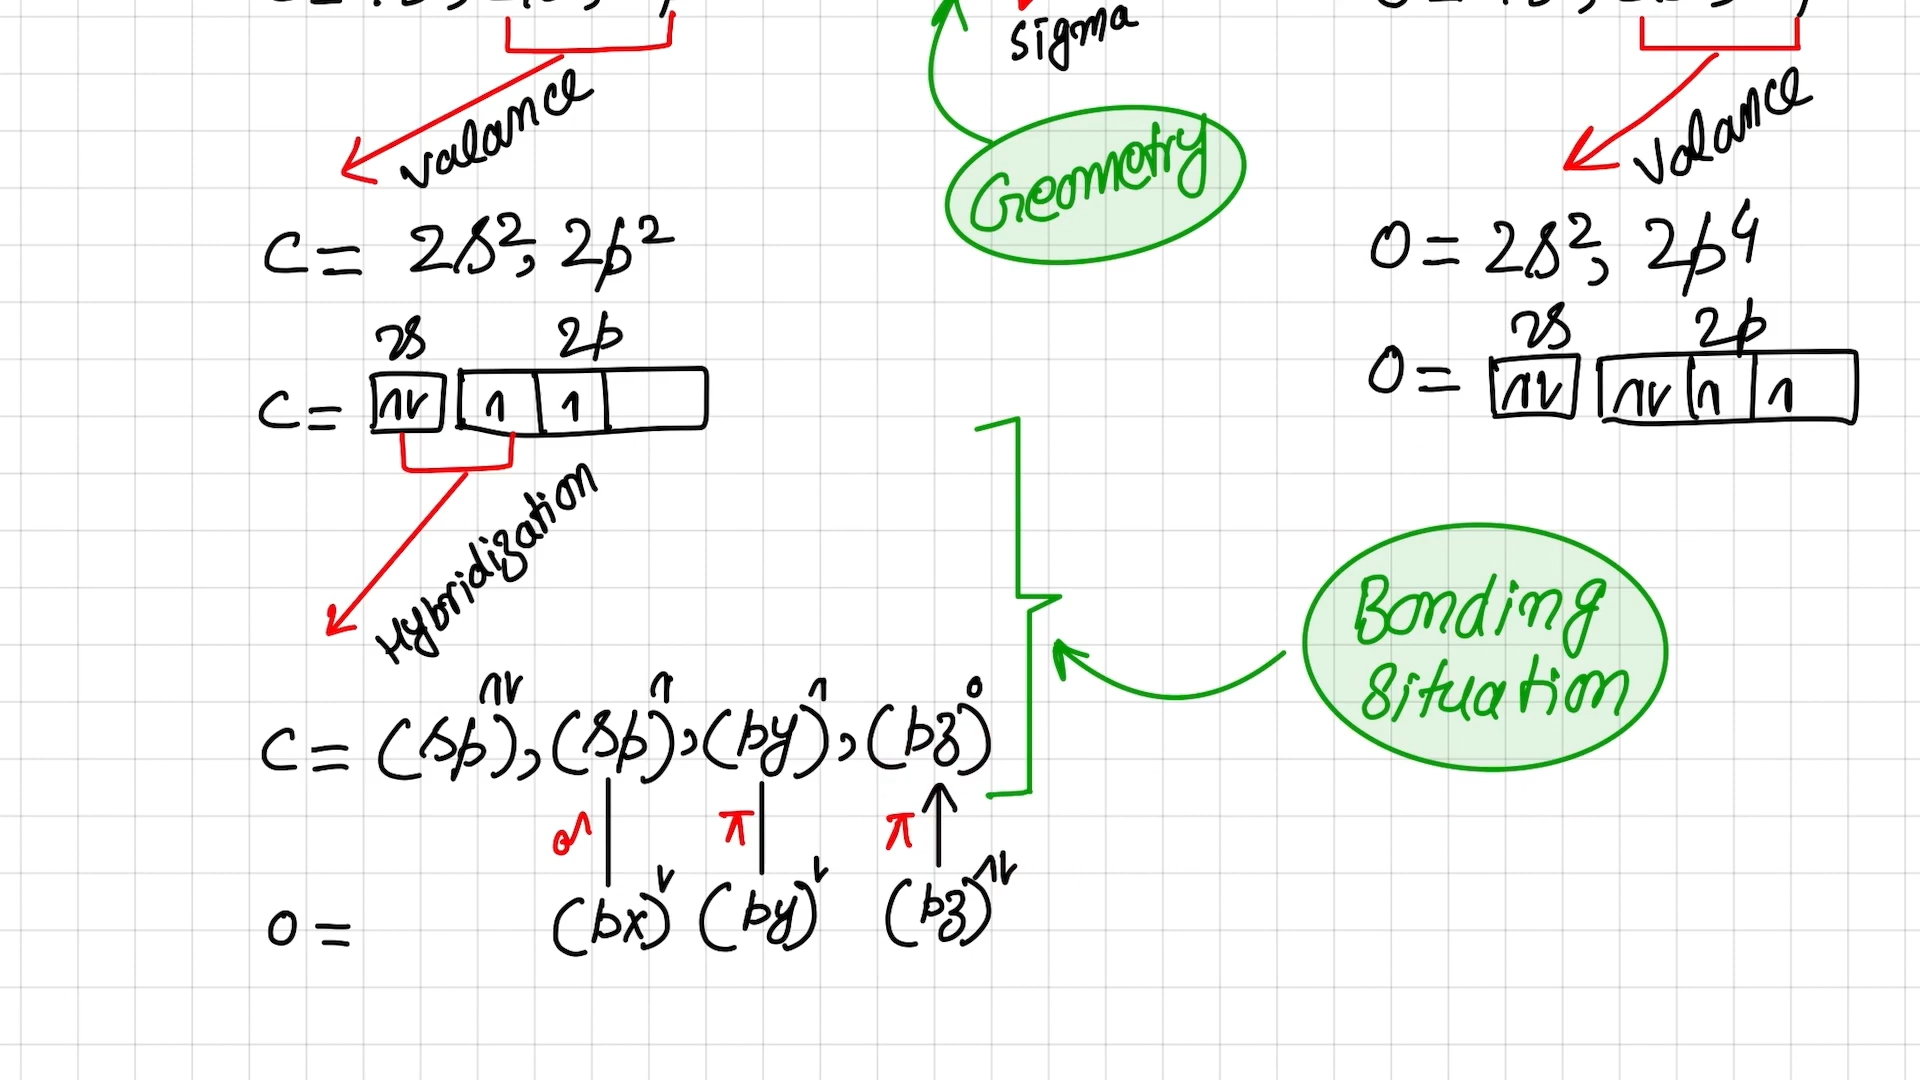 sigma
valance
valance
Geometry
C = 2s², 2p²
O = 2s², 2p⁴
2s 2p
2s 2p
C = ↑↓ ↑ ↑
O = ↑↓ ↑↓ ↑ ↑
Hybridization
Bonding
Situation
C = (sp)↑↓, (sp)↑, (py)↑, (pz)⁰
σ π π
O = (px)↓ (py)↓ (pz)↑↓